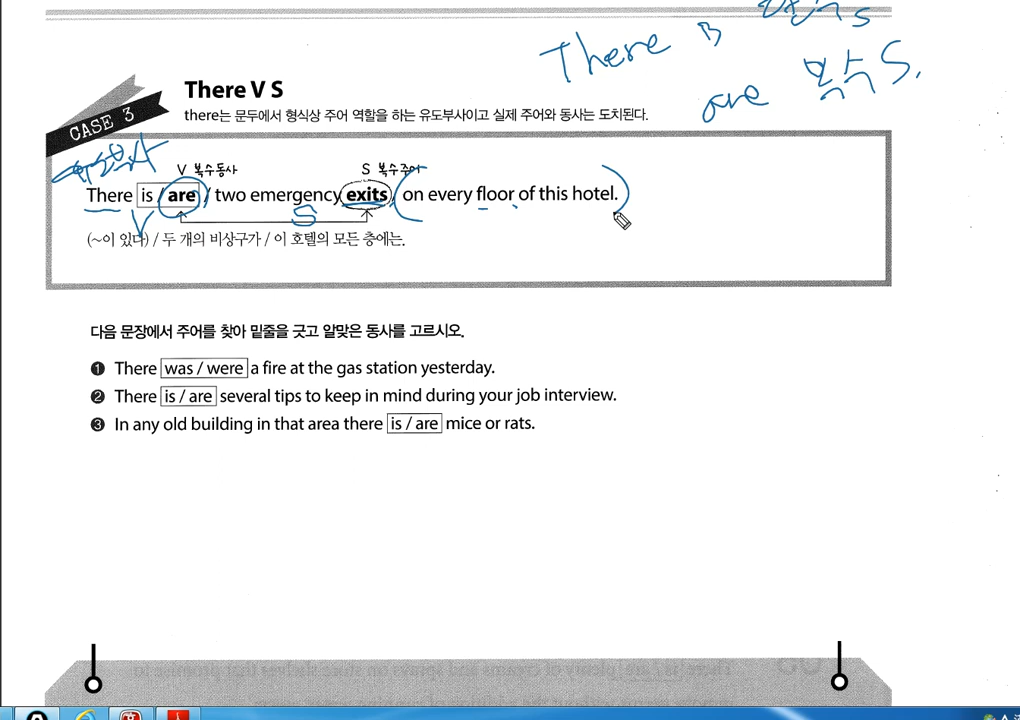 There is 단수 S
are 복수 S.
There V S
CASE 3
there는 문두에서 형식상 주어 역할을 하는 유도부사이고 실제 주어와 동사는 도치된다.
V 복수동사 S 복수주어
There is / are / two emergency exits / on every floor of this hotel.
V S
(~이 있다) / 두 개의 비상구가 / 이 호텔의 모든 층에는.
다음 문장에서 주어를 찾아 밑줄을 긋고 알맞은 동사를 고르시오.
❶ There was / were a fire at the gas station yesterday.
❷ There is / are several tips to keep in mind during your job interview.
❸ In any old building in that area there is / are mice or rats.